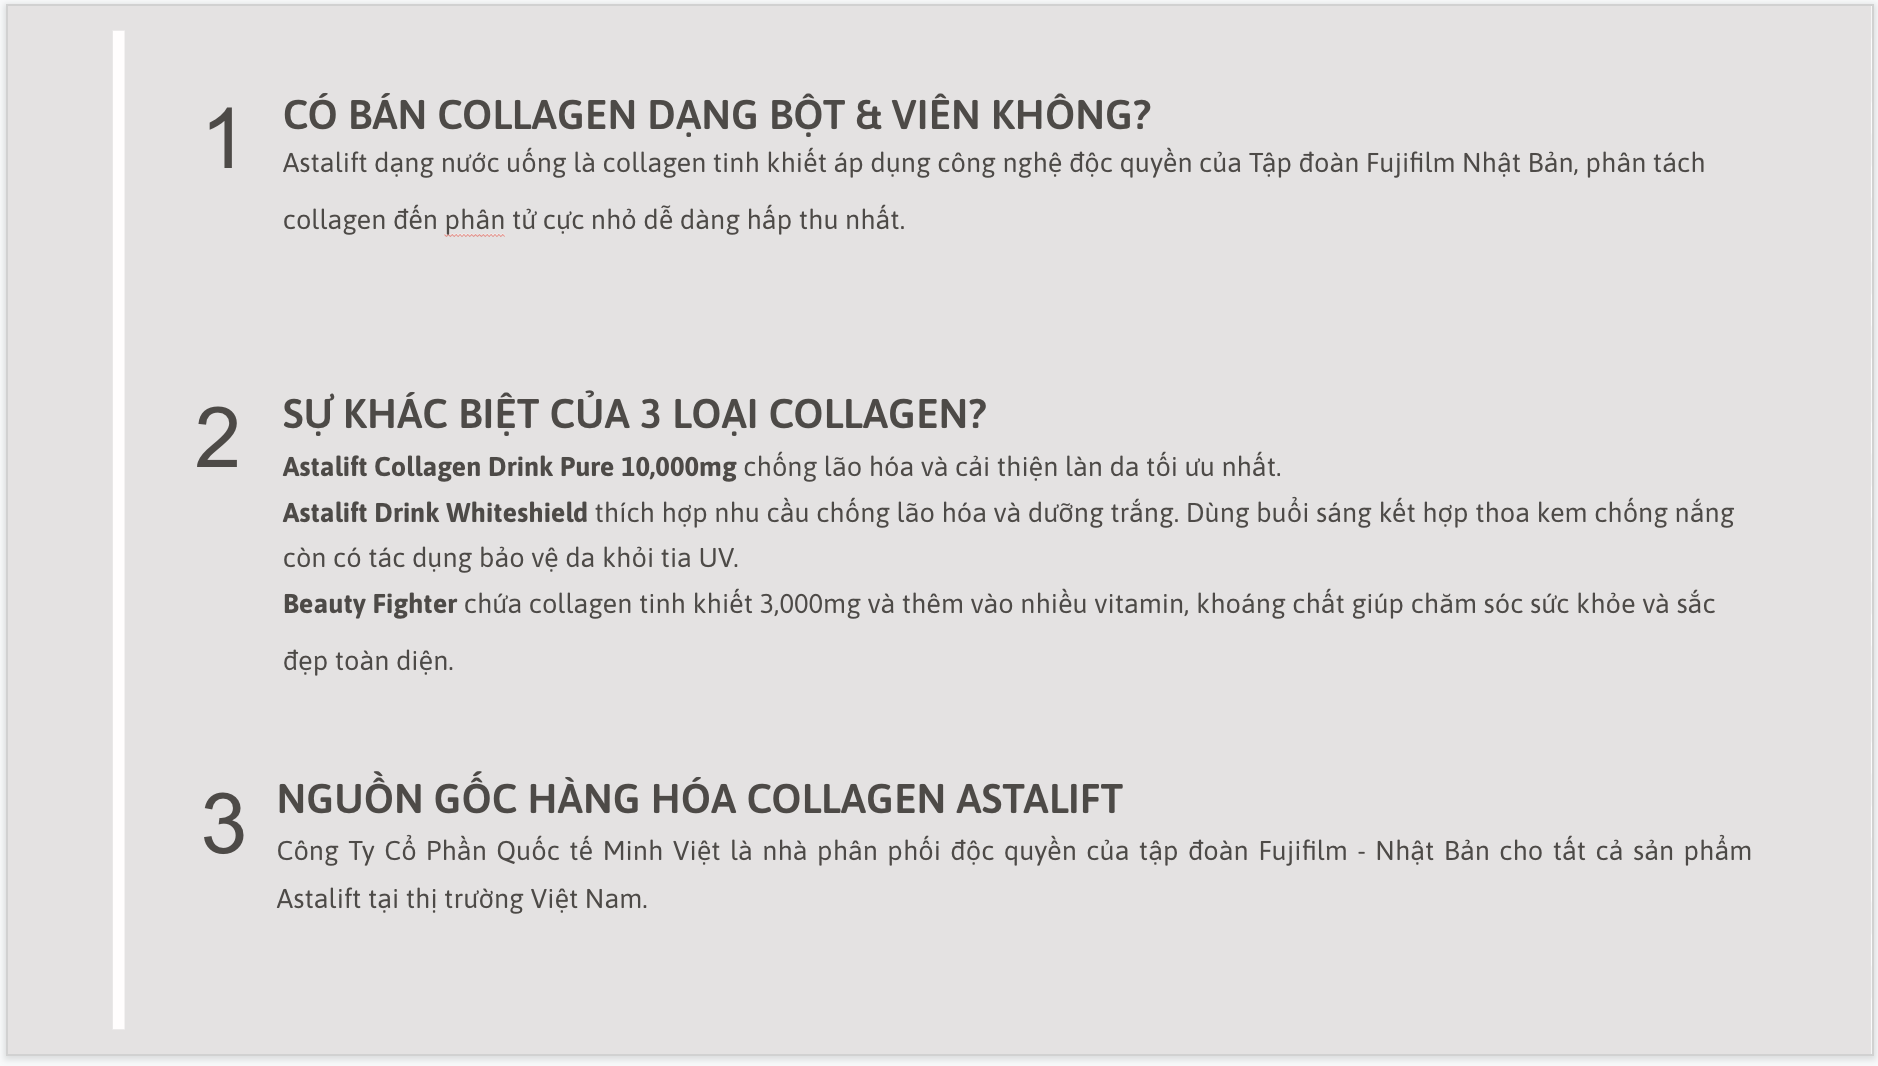 1
CÓ BÁN COLLAGEN DẠNG BỘT & VIÊN KHÔNG?
Astalift dạng nước uống là collagen tinh khiết áp dụng công nghệ độc quyền của Tập đoàn Fujifilm Nhật Bản, phân tách
collagen đến phân tử cực nhỏ dễ dàng hấp thu nhất.
2
SỰ KHÁC BIỆT CỦA 3 LOẠI COLLAGEN?
Astalift Collagen Drink Pure 10,000mg chống lão hóa và cải thiện làn da tối ưu nhất.
Astalift Drink Whiteshield thích hợp nhu cầu chống lão hóa và dưỡng trắng. Dùng buổi sáng kết hợp thoa kem chống nắng
còn có tác dụng bảo vệ da khỏi tia UV.
Beauty Fighter chứa collagen tinh khiết 3,000mg và thêm vào nhiều vitamin, khoáng chất giúp chăm sóc sức khỏe và sắc
đẹp toàn diện.
3
NGUỒN GỐC HÀNG HÓA COLLAGEN ASTALIFT
Công Ty Cổ Phần Quốc tế Minh Việt là nhà phân phối độc quyền của tập đoàn Fujifilm - Nhật Bản cho tất cả sản phẩm
Astalift tại thị trường Việt Nam.